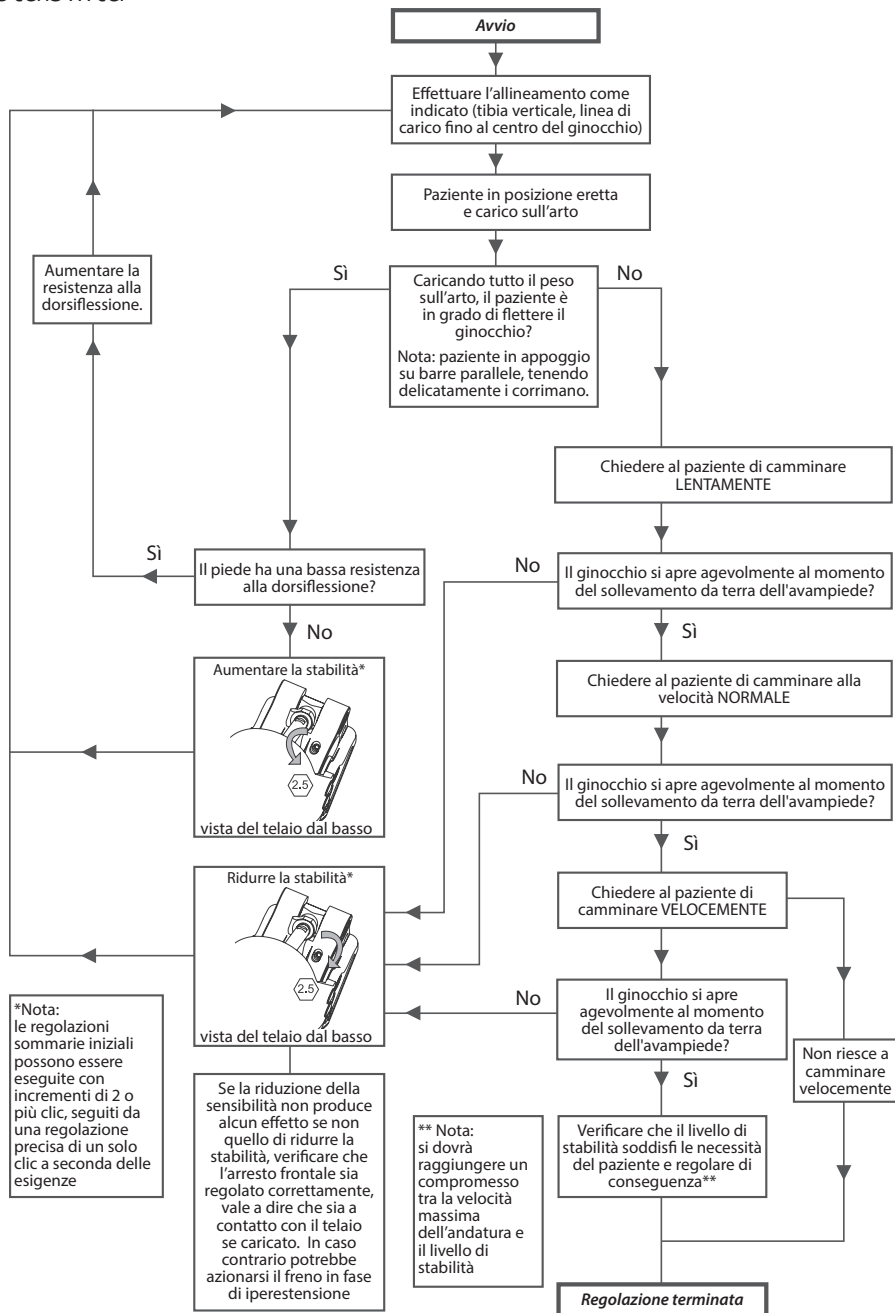 Avvio
Effettuare l'allineamento come
indicato (tibia verticale, linea di
carico fino al centro del ginocchio)
Paziente in posizione eretta
e carico sull'arto
Aumentare la
resistenza alla
dorsiflessione.
Sì
Caricando tutto il peso
sull'arto, il paziente è
in grado di flettere il
ginocchio?
Nota: paziente in appoggio
su barre parallele, tenendo
delicatamente i corrimano.
No
Chiedere al paziente di camminare
LENTAMENTE
Sì
Il piede ha una bassa resistenza
alla dorsiflessione?
No
No
Il ginocchio si apre agevolmente al momento
del sollevamento da terra dell'avampiede?
Sì
Aumentare la stabilità*
2.5
vista del telaio dal basso
Chiedere al paziente di camminare alla
velocità NORMALE
No
Il ginocchio si apre agevolmente al momento
del sollevamento da terra dell'avampiede?
Sì
Ridurre la stabilità*
2.5
vista del telaio dal basso
Chiedere al paziente di
camminare VELOCEMENTE
No
Il ginocchio si apre
agevolmente al momento
del sollevamento da terra
dell'avampiede?
Sì
Non riesce a
camminare
velocemente
*Nota:
le regolazioni
sommarie iniziali
possono essere
eseguite con
incrementi di 2 o
più clic, seguiti da
una regolazione
precisa di un solo
clic a seconda delle
esigenze
Se la riduzione della
sensibilità non produce
alcun effetto se non
quello di ridurre la
stabilità, verificare che
l'arresto frontale sia
regolato correttamente,
vale a dire che sia a
contatto con il telaio
se caricato. In caso
contrario potrebbe
azionarsi il freno in fase
di iperestensione
** Nota:
si dovrà
raggiungere un
compromesso
tra la velocità
massima
dell'andatura e
il livello di
stabilità
Verificare che il livello di
stabilità soddisfi le necessità
del paziente e regolare di
conseguenza**
Regolazione terminata